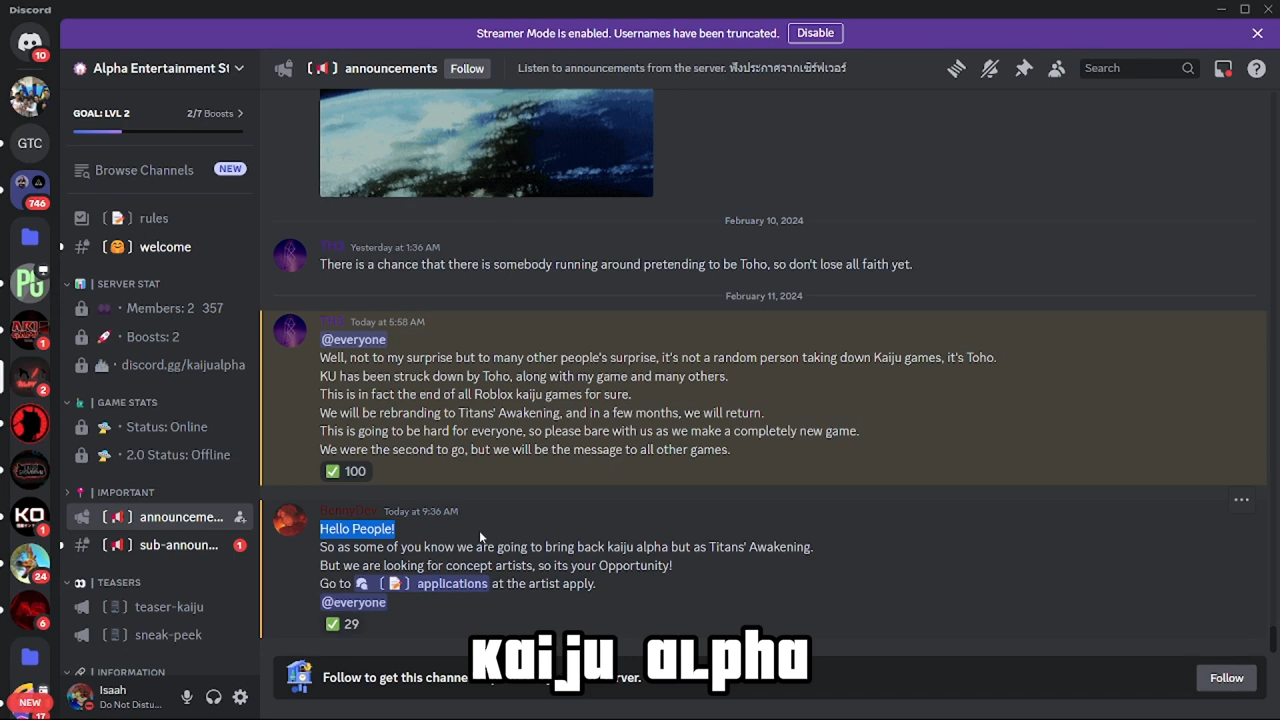 Discord
Streamer Mode is enabled. Usernames have been truncated. Disable
10
Alpha Entertainment St
announcements Follow Listen to announcements from the server. ฟังประกาศจากเซิร์ฟเวอร์ Search
GOAL: LVL 2 2/7 Boosts
GTC
Browse Channels NEW
746
rules
February 10, 2024
welcome
TH3 Yesterday at 1:36 AM
There is a chance that there is somebody running around pretending to be Toho, so don't lose all faith yet.
SERVER STAT
February 11, 2024
Members: 2 357
1
TH3 Today at 5:58 AM
Boosts: 2
@everyone
discord.gg/kaijualpha
Well, not to my surprise but to many other people's surprise, it's not a random person taking down Kaiju games, it's Toho.
KU has been struck down by Toho, along with my game and many others.
2
This is in fact the end of all Roblox kaiju games for sure.
GAME STATS
We will be rebranding to Titans' Awakening, and in a few months, we will return.
Status: Online
This is going to be hard for everyone, so please bare with us as we make a completely new game.
2.0 Status: Offline
We were the second to go, but we will be the message to all other games.
100
IMPORTANT
KO
announceme...
BennyDev Today at 9:36 AM
1
Hello People!
sub-announ... 1
So as some of you know we are going to bring back kaiju alpha but as Titans' Awakening.
But we are looking for concept artists, so its your Opportunity!
24
TEASERS
Go to applications at the artist apply.
teaser-kaiju
@everyone
6
sneak-peek
29
kaiju alpha
INFORMATION
Follow to get this channe
rver.
Follow
Isaah
Do Not Distu...
NEW
17